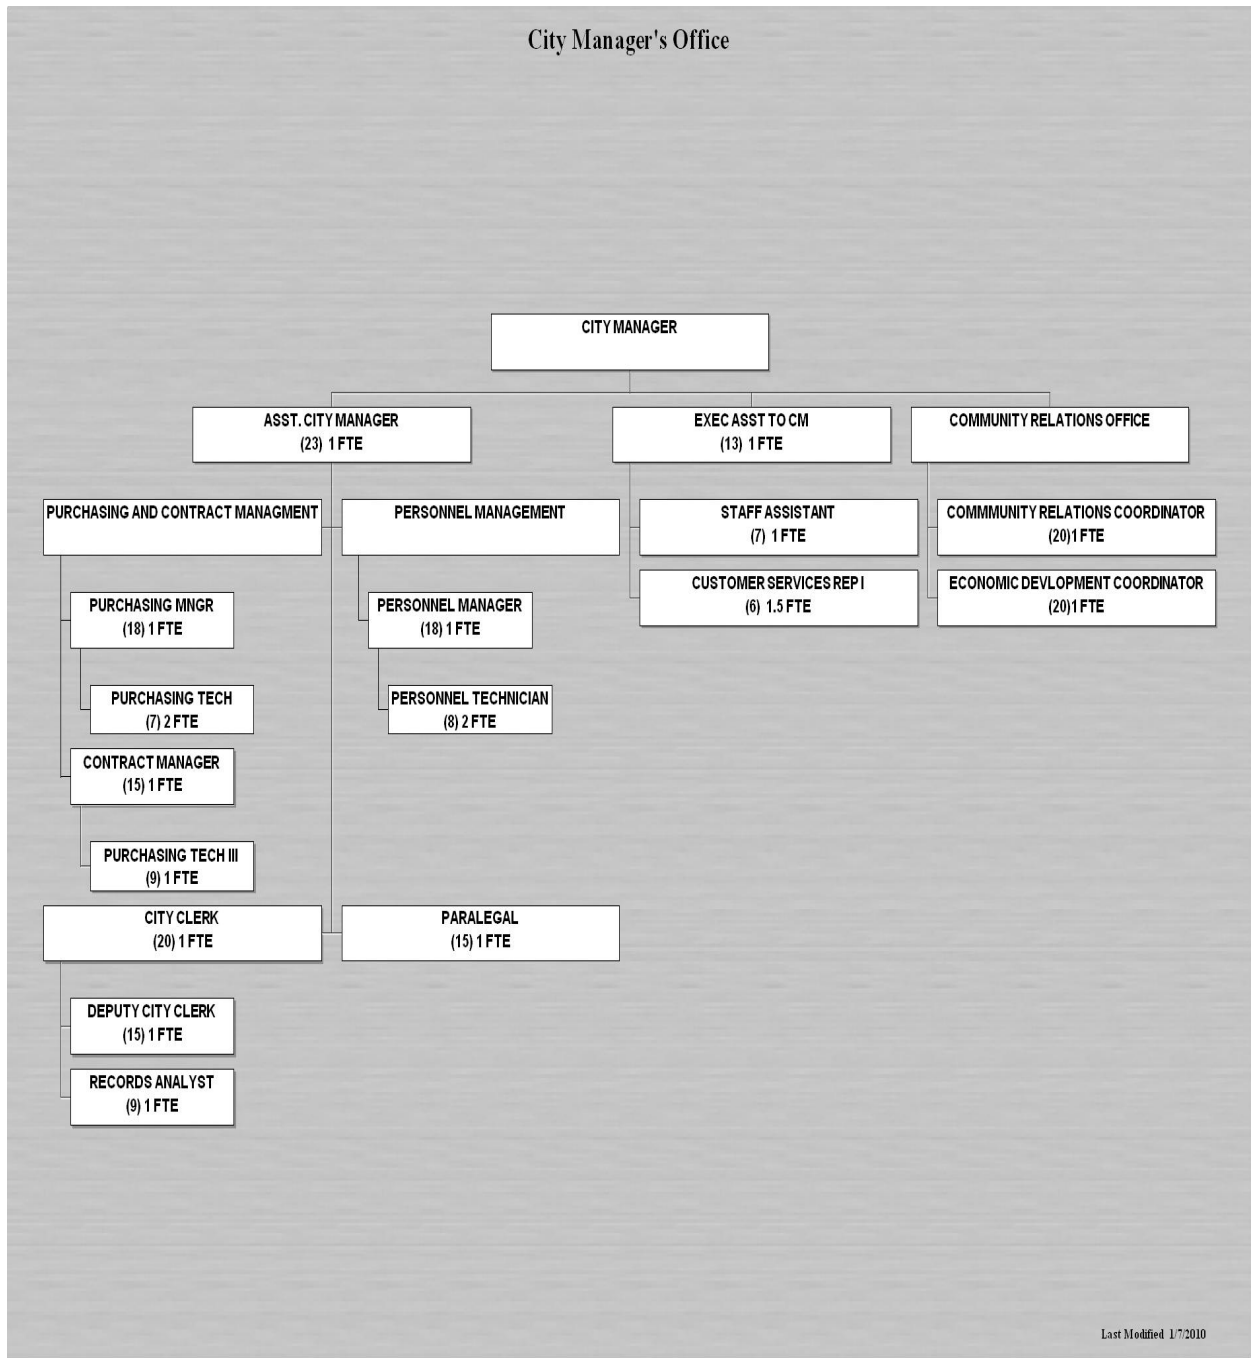 City Manager's Office
CITY MANAGER
ASST. CITY MANAGER
(23) 1 FTE
EXEC ASST TO CM
(13) 1 FTE
COMMUNITY RELATIONS OFFICE
PURCHASING AND CONTRACT MANAGMENT
PERSONNEL MANAGEMENT
STAFF ASSISTANT
(7) 1 FTE
COMMMUNITY RELATIONS COORDINATOR
(20)1 FTE
CUSTOMER SERVICES REP I
(6) 1.5 FTE
ECONOMIC DEVLOPMENT COORDINATOR
(20)1 FTE
PURCHASING MNGR
(18) 1 FTE
PERSONNEL MANAGER
(18) 1 FTE
PURCHASING TECH
(7) 2 FTE
PERSONNEL TECHNICIAN
(8) 2 FTE
CONTRACT MANAGER
(15) 1 FTE
PURCHASING TECH III
(9) 1 FTE
CITY CLERK
(20) 1 FTE
PARALEGAL
(15) 1 FTE
DEPUTY CITY CLERK
(15) 1 FTE
RECORDS ANALYST
(9) 1 FTE
Last Modified 1/7/2010